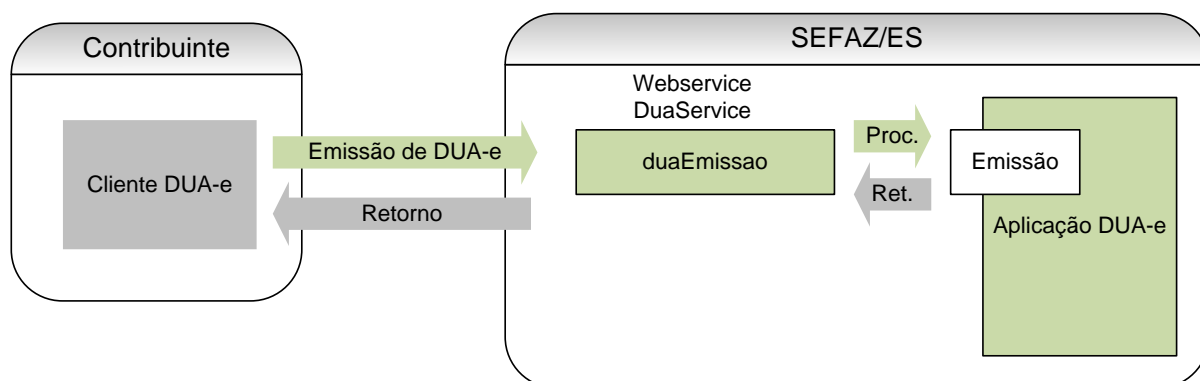 Contribuinte
Cliente DUA-e
Emissão de DUA-e
Retorno
SEFAZ/ES
Webservice
DuaService
duaEmissao
Proc.
Ret.
Emissão
Aplicação DUA-e